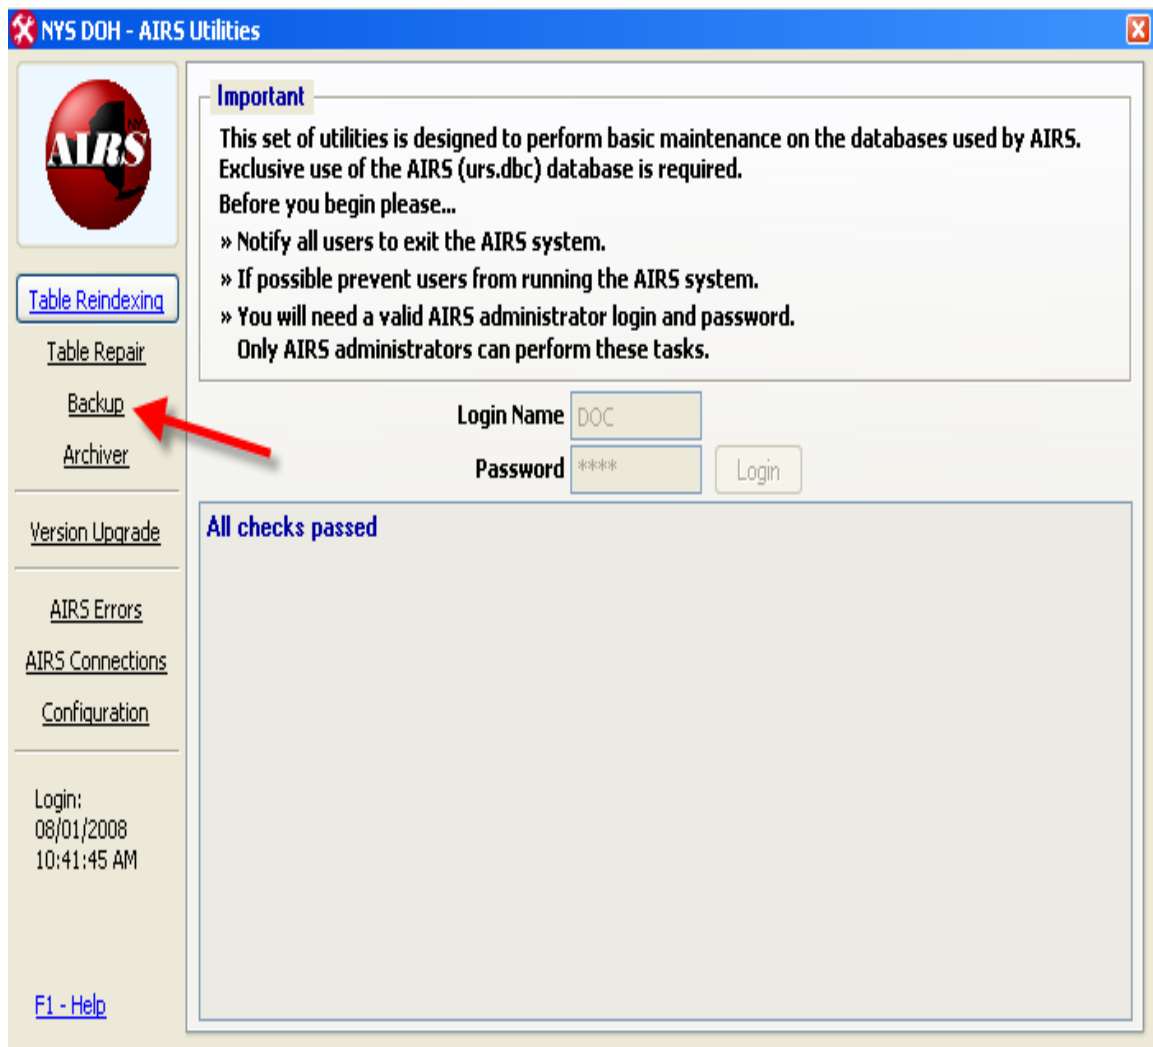 NYS DOH - AIRS Utilities
NY
AIRS
Table Reindexing
Table Repair
Backup
Archiver
Version Upgrade
AIRS Errors
AIRS Connections
Configuration
Login:
08/01/2008
10:41:45 AM
F1 - Help
Important
This set of utilities is designed to perform basic maintenance on the databases used by AIRS.
Exclusive use of the AIRS (urs.dbc) database is required.
Before you begin please...
» Notify all users to exit the AIRS system.
» If possible prevent users from running the AIRS system.
» You will need a valid AIRS administrator login and password.
Only AIRS administrators can perform these tasks.
Login Name DOC
Password **** Login
All checks passed